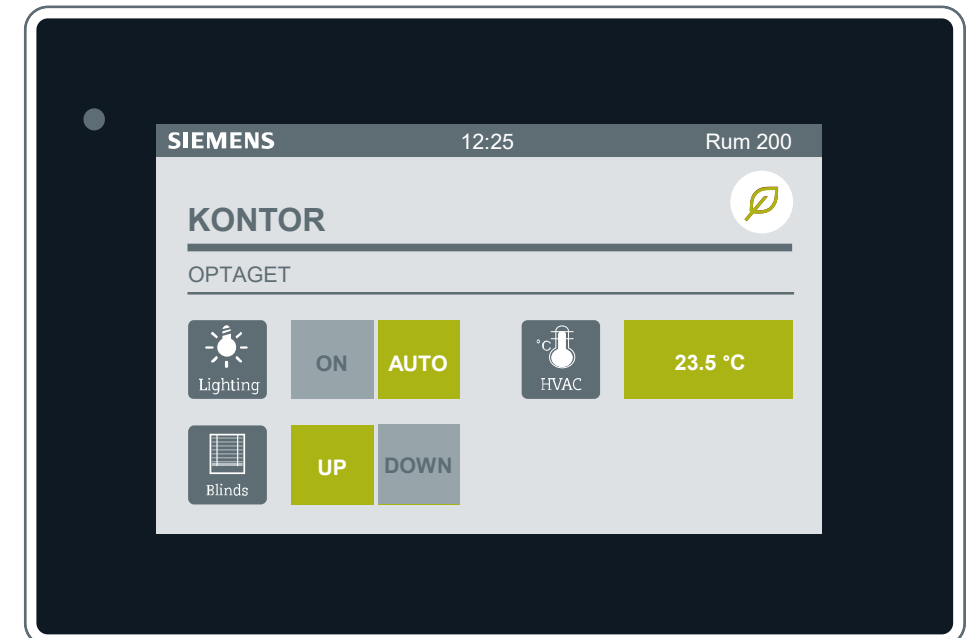 SIEMENS 12:25 Rum 200
KONTOR
OPTAGET
Lighting ON AUTO °C HVAC 23.5 °C
Blinds UP DOWN